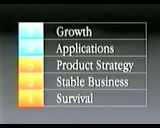 Growth
Applications
Product Strategy
Stable Business
Survival